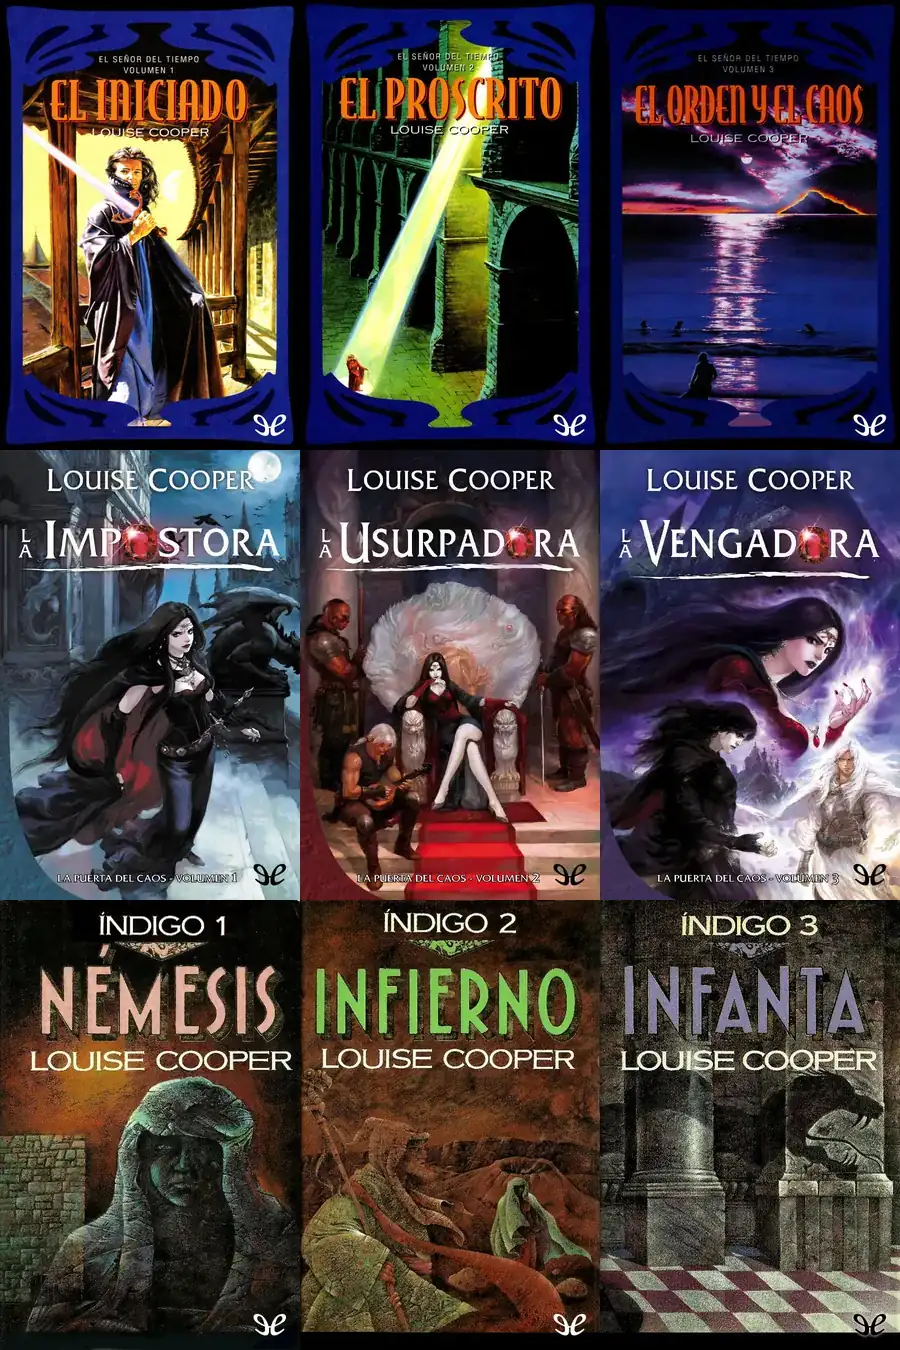 EL SEÑOR DEL TIEMPO
VOLUMEN 1
EL INICIADO
LOUISE COOPER
EL SEÑOR DEL TIEMPO
VOLUMEN 2
EL PROSCRITO
LOUISE COOPER
EL SEÑOR DEL TIEMPO
VOLUMEN 3
EL ORDEN Y EL CAOS
LOUISE COOPER
LOUISE COOPER
LA IMPOSTORA
LA PUERTA DEL CAOS - VOLUMEN 1
LOUISE COOPER
LA USURPADORA
LA PUERTA DEL CAOS - VOLUMEN 2
LOUISE COOPER
LA VENGADORA
LA PUERTA DEL CAOS - VOLUMEN 3
ÍNDIGO 1
NÉMESIS
LOUISE COOPER
ÍNDIGO 2
INFIERNO
LOUISE COOPER
ÍNDIGO 3
INFANTA
LOUISE COOPER